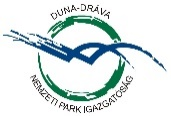 DUNA-DRÁVA
NEMZETI PARK IGAZGATÓSÁG